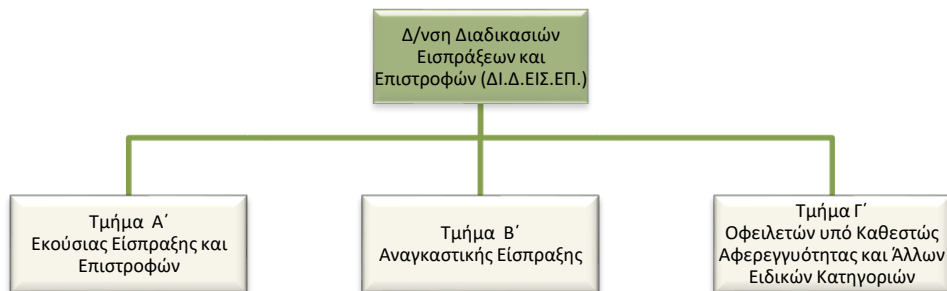 Δ/νση Διαδικασιών
Εισπράξεων και
Επιστροφών (ΔΙ.Δ.ΕΙΣ.ΕΠ.)
Τμήμα Α΄
Εκούσιας Είσπραξης και
Επιστροφών
Τμήμα Β΄
Αναγκαστικής Είσπραξης
Τμήμα Γ΄
Οφειλετών υπό Καθεστώς
Αφερεγγυότητας και Άλλων
Ειδικών Κατηγοριών